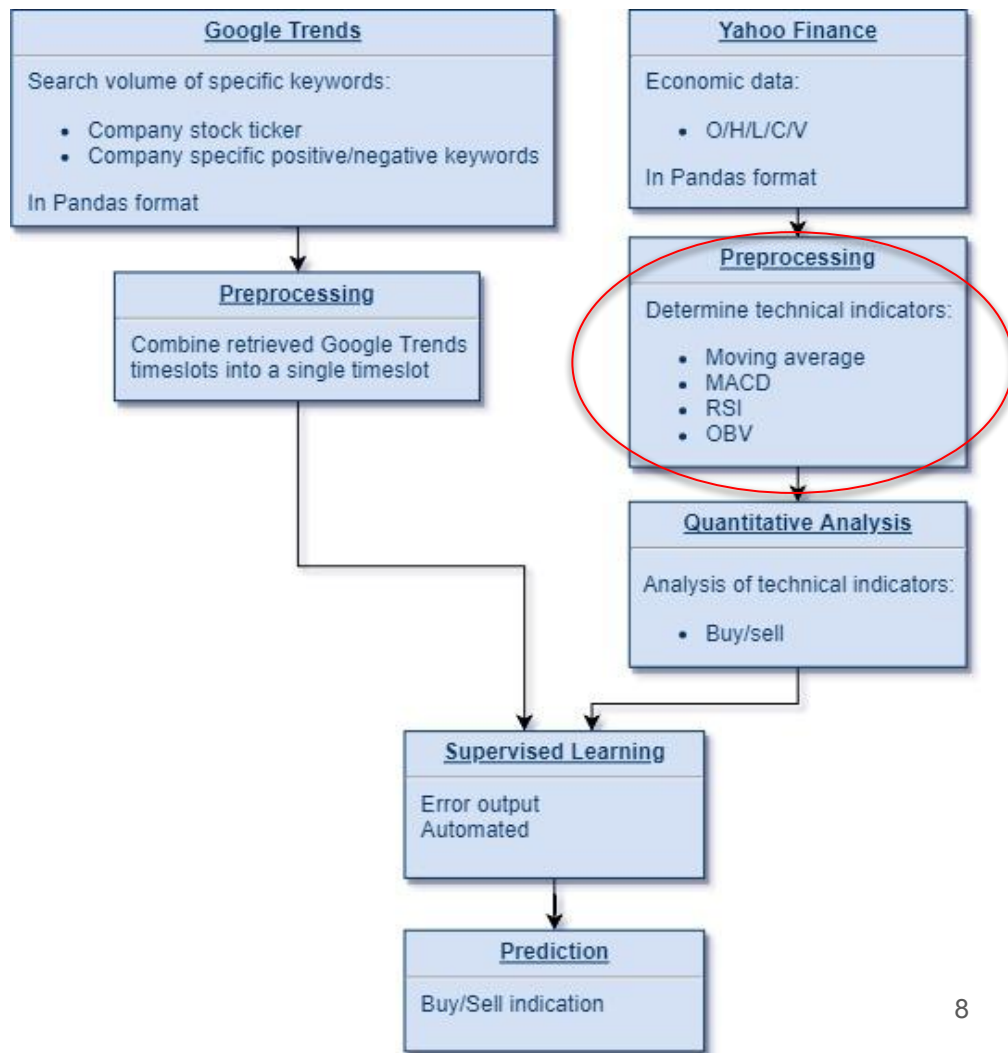 Google Trends
Search volume of specific keywords:
• Company stock ticker
• Company specific positive/negative keywords
In Pandas format
Yahoo Finance
Economic data:
• O/H/L/C/V
In Pandas format
Preprocessing
Combine retrieved Google Trends
timeslots into a single timeslot
Preprocessing
Determine technical indicators:
• Moving average
• MACD
• RSI
• OBV
Quantitative Analysis
Analysis of technical indicators:
• Buy/sell
Supervised Learning
Error output
Automated
Prediction
Buy/Sell indication
8